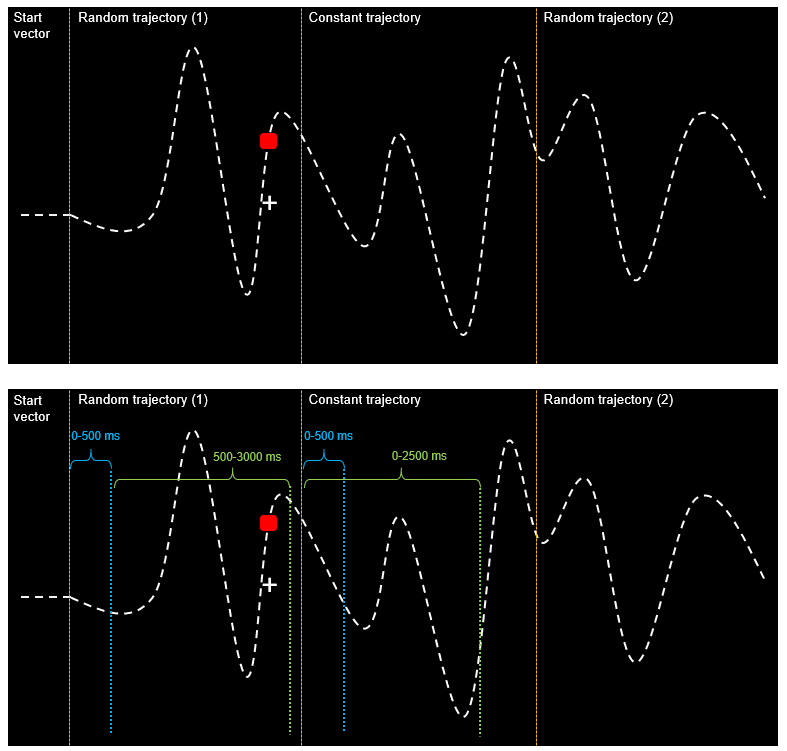 Start
vector
Random trajectory (1)
Constant trajectory
Random trajectory (2)
Start
vector
Random trajectory (1)
Constant trajectory
Random trajectory (2)
0-500 ms
500-3000 ms
0-500 ms
0-2500 ms